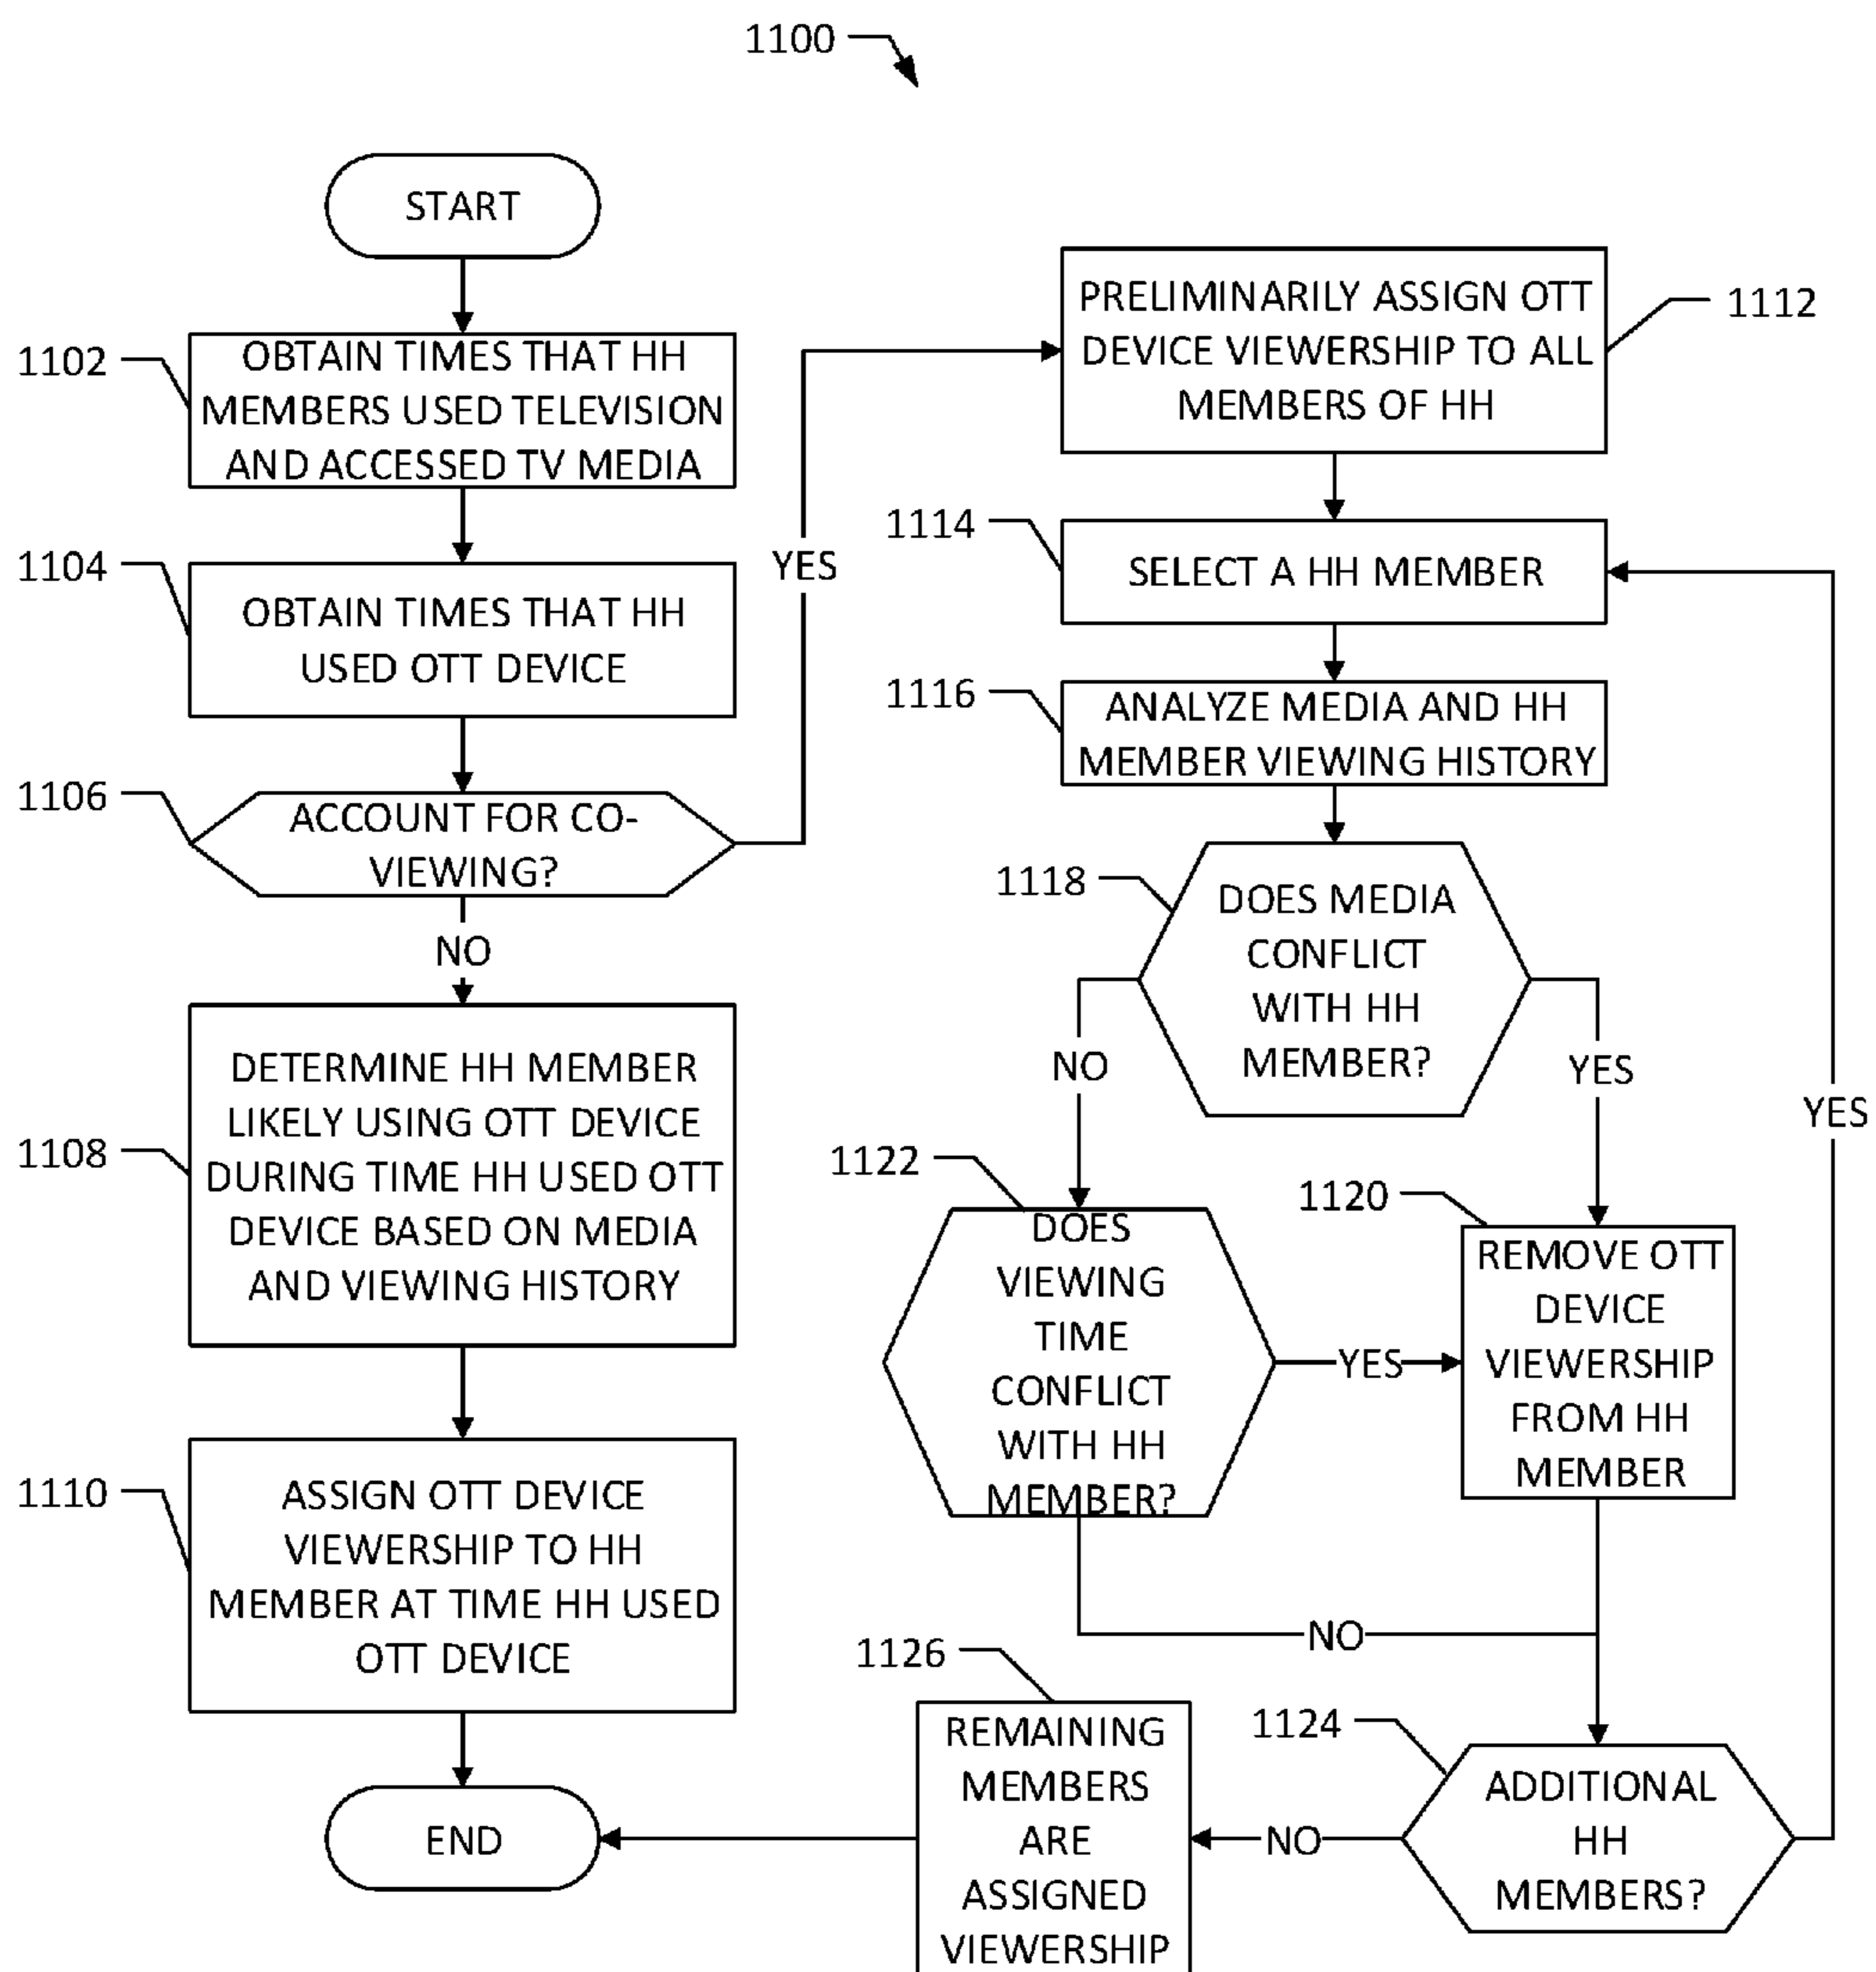 1100
START
1102
OBTAIN TIMES THAT HH
MEMBERS USED TELEVISION
AND ACCESSED TV MEDIA
1104
OBTAIN TIMES THAT HH
USED OTT DEVICE
1106
ACCOUNT FOR CO-
VIEWING?
YES
NO
1108
DETERMINE HH MEMBER
LIKELY USING OTT DEVICE
DURING TIME HH USED OTT
DEVICE BASED ON MEDIA
AND VIEWING HISTORY
1110
ASSIGN OTT DEVICE
VIEWERSHIP TO HH
MEMBER AT TIME HH USED
OTT DEVICE
END
PRELIMINARILY ASSIGN OTT
DEVICE VIEWERSHIP TO ALL
MEMBERS OF HH
1112
1114
SELECT A HH MEMBER
1116
ANALYZE MEDIA AND HH
MEMBER VIEWING HISTORY
1118
DOES MEDIA
CONFLICT
WITH HH
MEMBER?
NO
YES
1122
DOES
VIEWING
TIME
CONFLICT
WITH HH
MEMBER?
YES
1120
REMOVE OTT
DEVICE
VIEWERSHIP
FROM HH
MEMBER
NO
1124
ADDITIONAL
HH
MEMBERS?
YES
NO
1126
REMAINING
MEMBERS
ARE
ASSIGNED
VIEWERSHIP